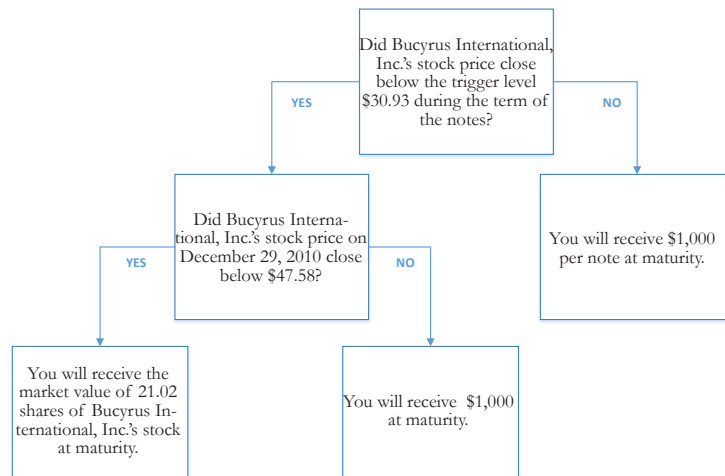 Did Bucyrus International,
Inc.'s stock price close
below the trigger level
$30.93 during the term of
the notes?
YES
NO
Did Bucyrus Interna-
tional, Inc.'s stock price on
December 29, 2010 close
below $47.58?
You will receive $1,000
per note at maturity.
YES
NO
You will receive the
market value of 21.02
shares of Bucyrus In-
ternational, Inc.'s stock
at maturity.
You will receive $1,000
at maturity.